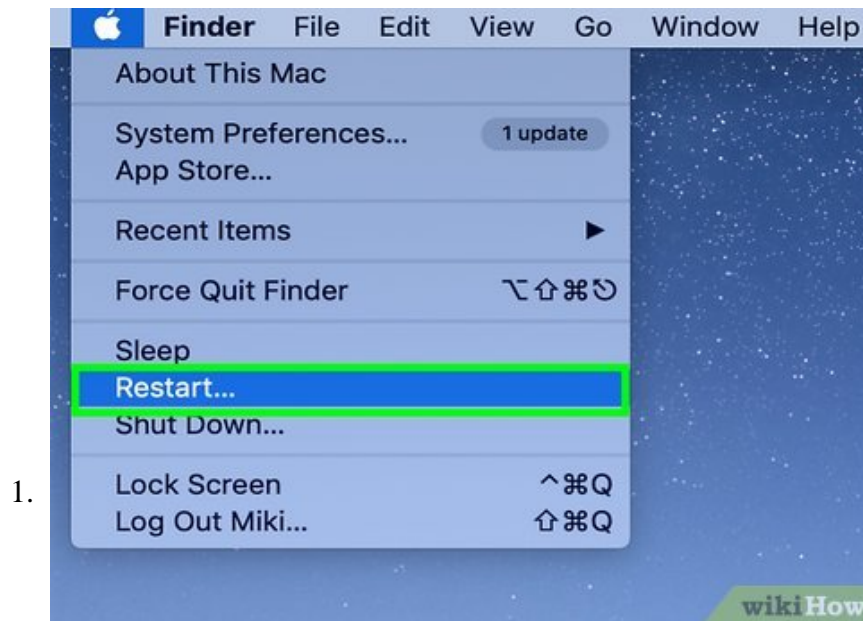 Finder File Edit View Go Window Help
About This Mac
System Preferences... 1 update
App Store...
Recent Items ▶
Force Quit Finder ⌥⇧⌘⎋
Sleep
Restart...
Shut Down...
1.
Lock Screen ^⌘Q
Log Out Miki... ⇧⌘Q
wikiHow